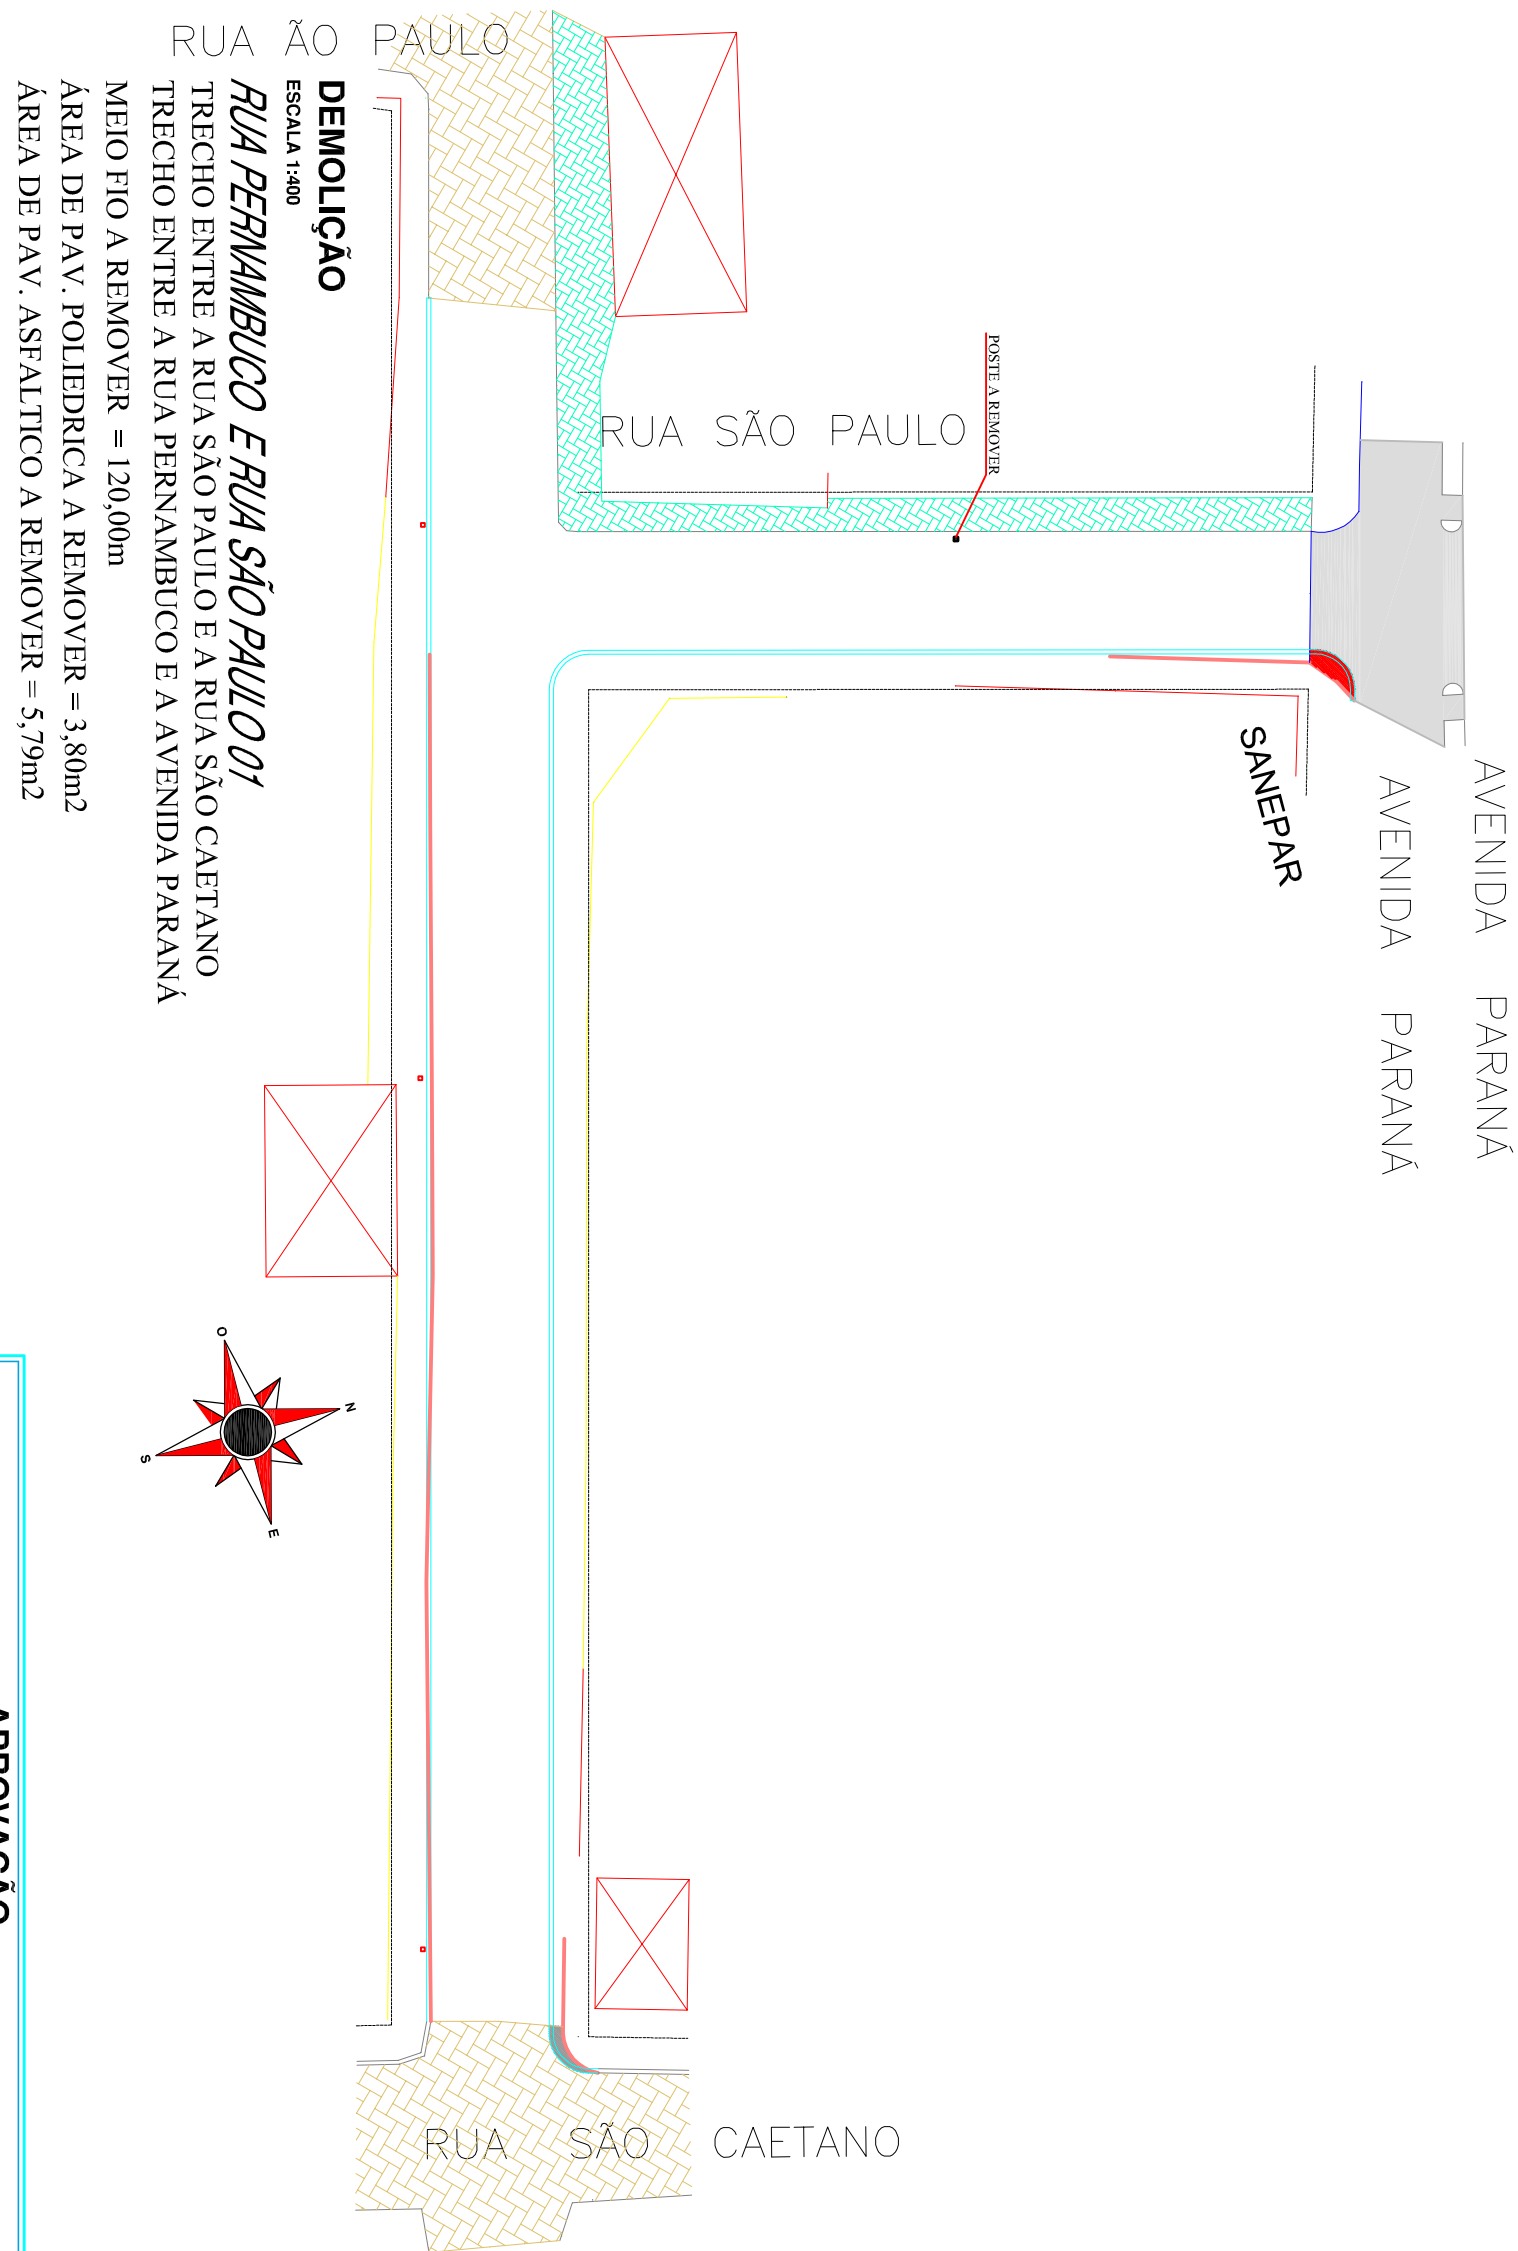 RUA ÃO PAULO
DEMOLIÇÃO
ESCALA 1:400
RUA PERNAMBUCO E RUA SÃO PAULO 01
TRECHO ENTRE A RUA SÃO PAULO E A RUA SÃO CAETANO
TRECHO ENTRE A RUA PERNAMBUCO E A AVENIDA PARANÁ
MEIO FIO A REMOVER = 120,00m
ÁREA DE PAV. POLIEDRICA A REMOVER = 3,80m2
ÁREA DE PAV. ASFALTICO A REMOVER = 5,79m2
RUA SÃO PAULO
POSTE A REMOVER
SANEPAR
AVENIDA PARANÁ
AVENIDA PARANÁ
O
N
S
E
RUA SÃO CAETANO
APROVAÇÃO